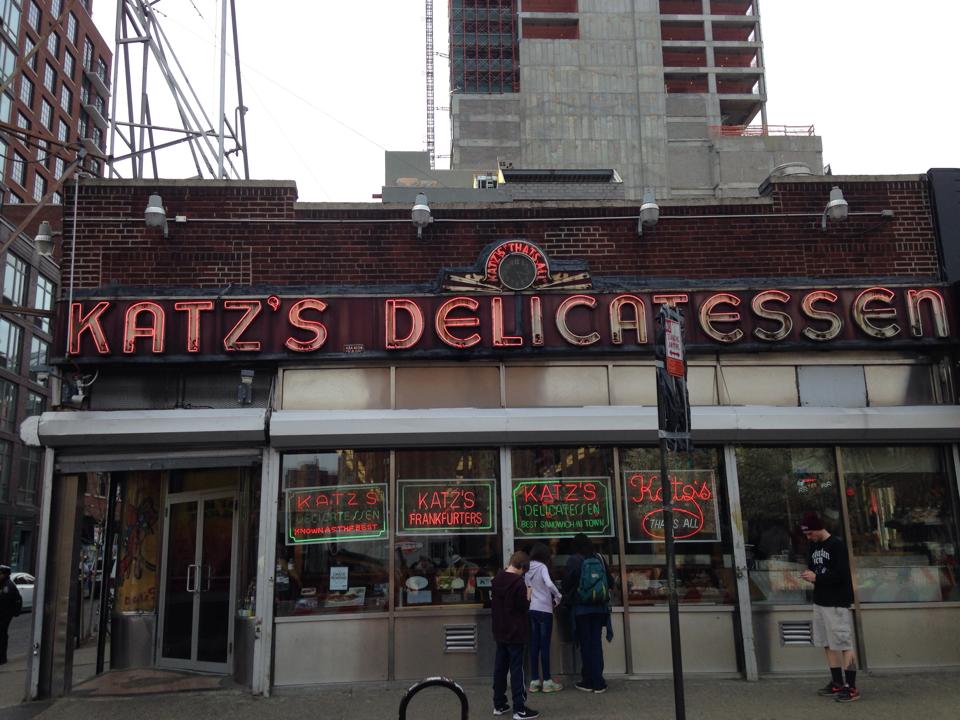 KATZ'S THAT'S ALL
KATZ'S DELICATESSEN
KATZ'S
DELICATESSEN
KNOWN AS THE BEST
KATZ'S
FRANKFURTERS
KATZ'S
DELICATESSEN
BEST SANDWICH IN TOWN
Katz's
THATS ALL